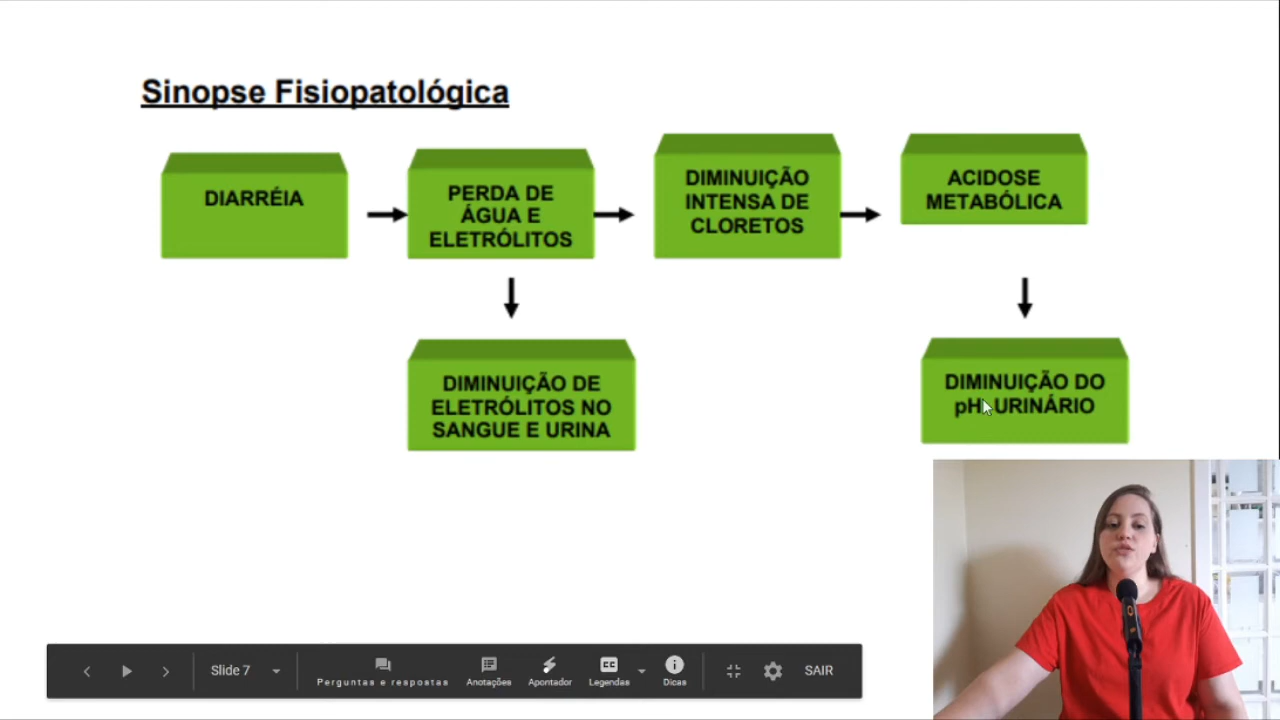 Sinopse Fisiopatológica
DIARRÉIA
PERDA DE
ÁGUA E
ELETRÓLITOS
DIMINUIÇÃO
INTENSA DE
CLORETOS
ACIDOSE
METABÓLICA
DIMINUIÇÃO DE
ELETRÓLITOS NO
SANGUE E URINA
DIMINUIÇÃO DO
pH URINÁRIO
Slide 7
Perguntas e respostas
Anotações
Apontador
CC
Legendas
Dicas
SAIR